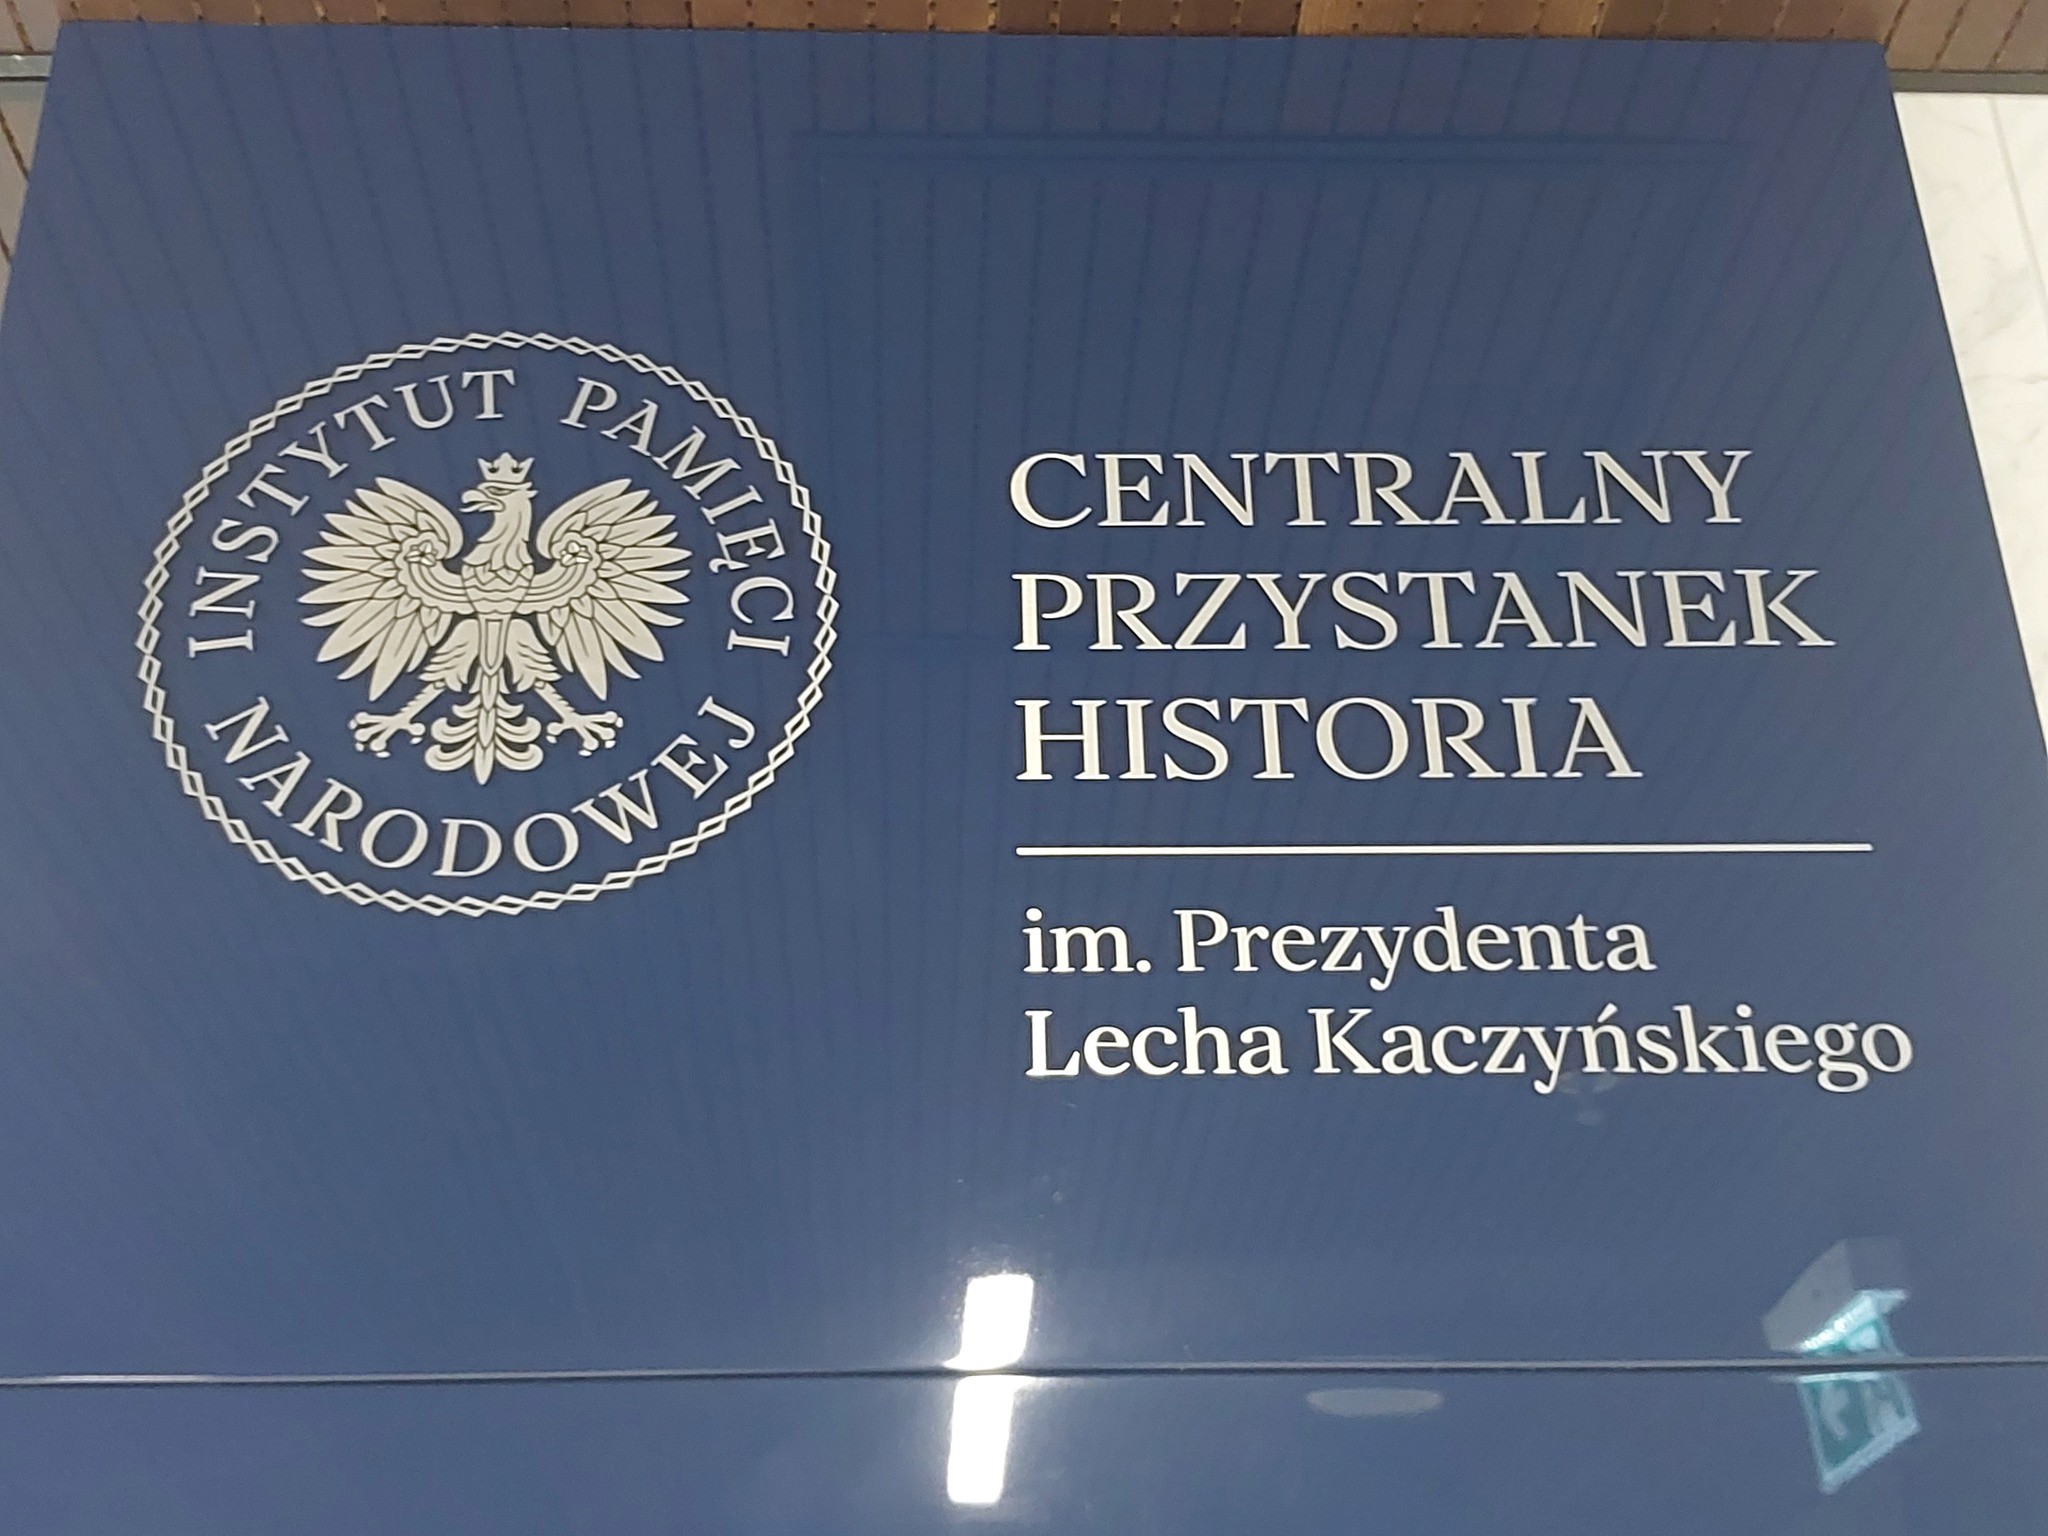 INSTYTUT PAMIĘCI
NARODOWEJ
CENTRALNY
PRZYSTANEK
HISTORIA
im. Prezydenta
Lecha Kaczyńskiego